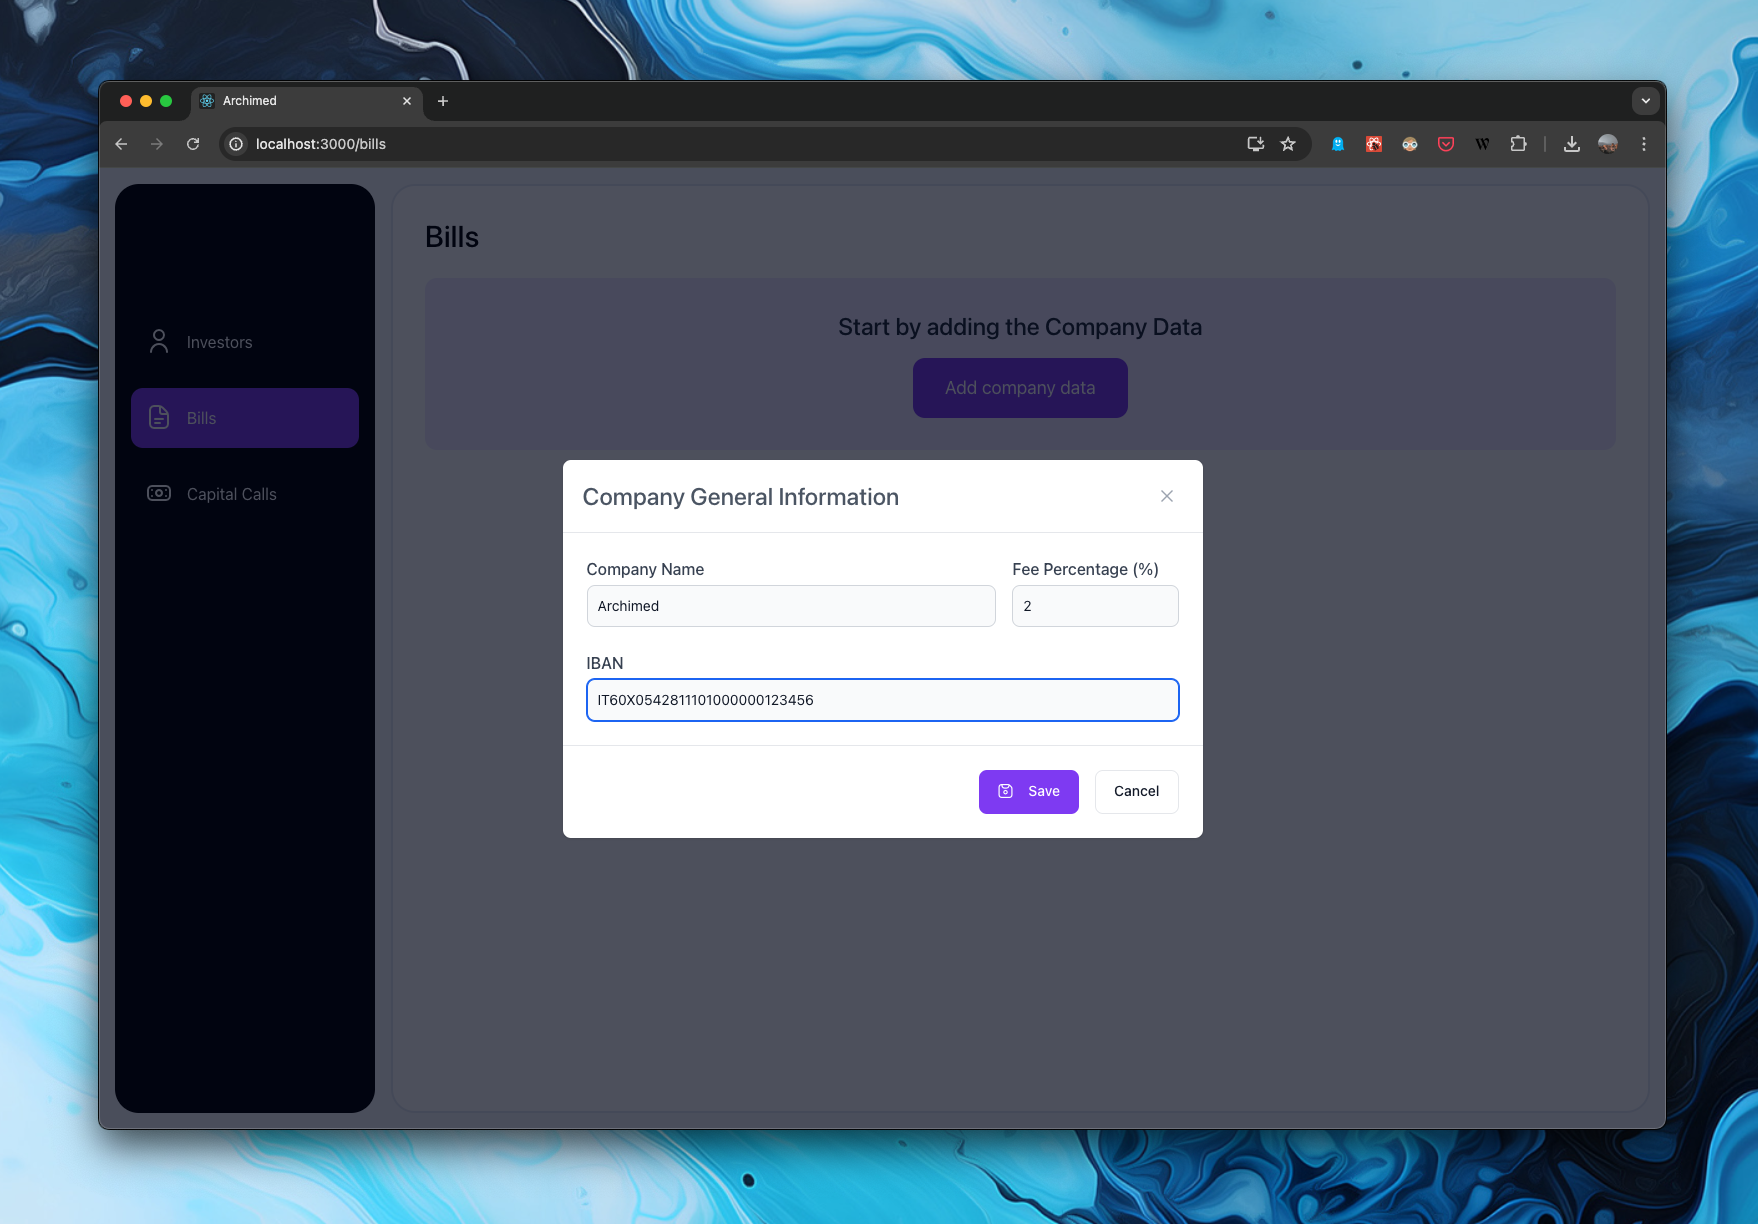 Archimed
localhost:3000/bills
W
Investors
Bills
Capital Calls
Bills
Start by adding the Company Data
Add company data
Company General Information
Company Name
Fee Percentage (%)
Archimed
2
IBAN
IT60X0542811101000000123456
Save
Cancel